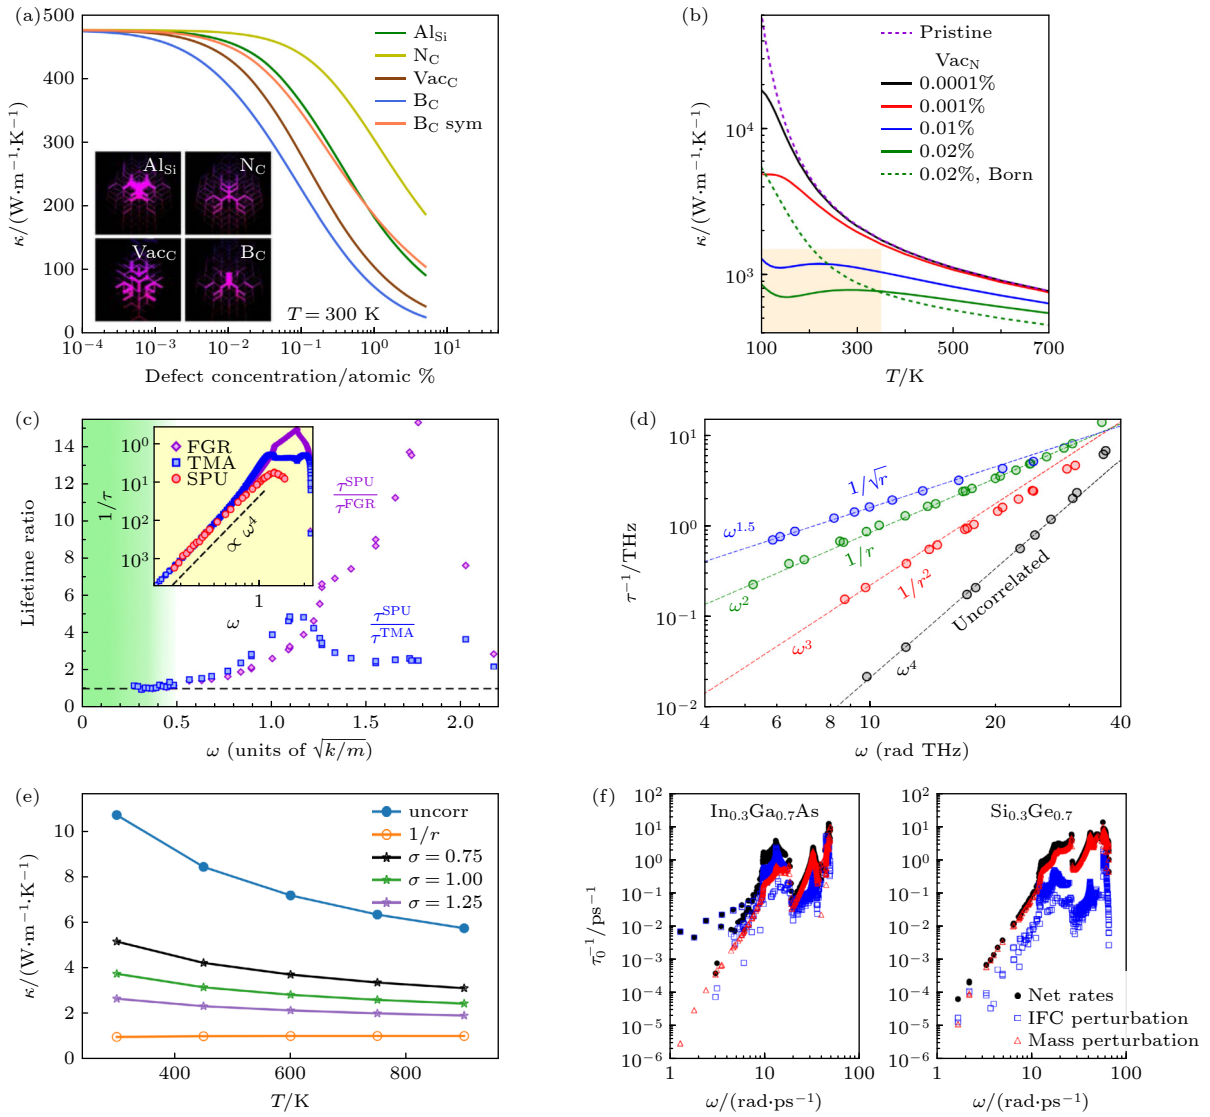 (a)
500
400
300
200
100
0
κ/(W·m⁻¹·K⁻¹)
Al_Si
N_C
Vac_C
B_C
B_C sym
Al_Si
N_C
Vac_C
B_C
T = 300 K
10⁻⁴ 10⁻³ 10⁻² 10⁻¹ 10⁰ 10¹
Defect concentration/atomic %
(b)
κ/(W·m⁻¹·K⁻¹)
10⁴
10³
Pristine
Vac_N
0.0001%
0.001%
0.01%
0.02%
0.02%, Born
100 300 500 700
T/K
(c)
Lifetime ratio
14
12
10
8
6
4
2
0
1/τ
10⁰
10¹
10²
10³
FGR
TMA
SPU
∝ ω⁴
1
ω
τ^SPU/τ^FGR
τ^SPU/τ^TMA
0 0.5 1.0 1.5 2.0
ω (units of √k/m)
(d)
τ⁻¹/THz
10¹
10⁰
10⁻¹
10⁻²
ω^1.5
1/√r
ω²
1/r
ω³
1/r²
ω⁴
Uncorrelated
4 6 8 10 20 40
ω (rad THz)
(e)
κ/(W·m⁻¹·K⁻¹)
10
8
6
4
2
0
uncorr
1/r
σ = 0.75
σ = 1.00
σ = 1.25
400 600 800
T/K
(f)
τ₀⁻¹/ps⁻¹
10²
10¹
10⁰
10⁻¹
10⁻²
10⁻³
10⁻⁴
10⁻⁵
10⁻⁶
In₀.₃Ga₀.₇As
1 10 100
ω/(rad·ps⁻¹)
10²
10¹
10⁰
10⁻¹
10⁻²
10⁻³
10⁻⁴
10⁻⁵
10⁻⁶
Si₀.₃Ge₀.₇
Net rates
IFC perturbation
Mass perturbation
1 10 100
ω/(rad·ps⁻¹)